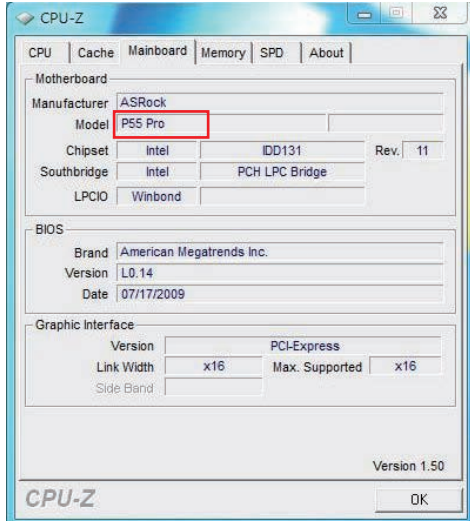 CPU-Z
CPU Cache Mainboard Memory SPD About
Motherboard
Manufacturer ASRock
Model P55 Pro
Chipset Intel IDD131 Rev. 11
Southbridge Intel PCH LPC Bridge
LPCIO Winbond
BIOS
Brand American Megatrends Inc.
Version L0.14
Date 07/17/2009
Graphic Interface
Version PCI-Express
Link Width x16 Max. Supported x16
Side Band
Version 1.50
CPU-Z OK